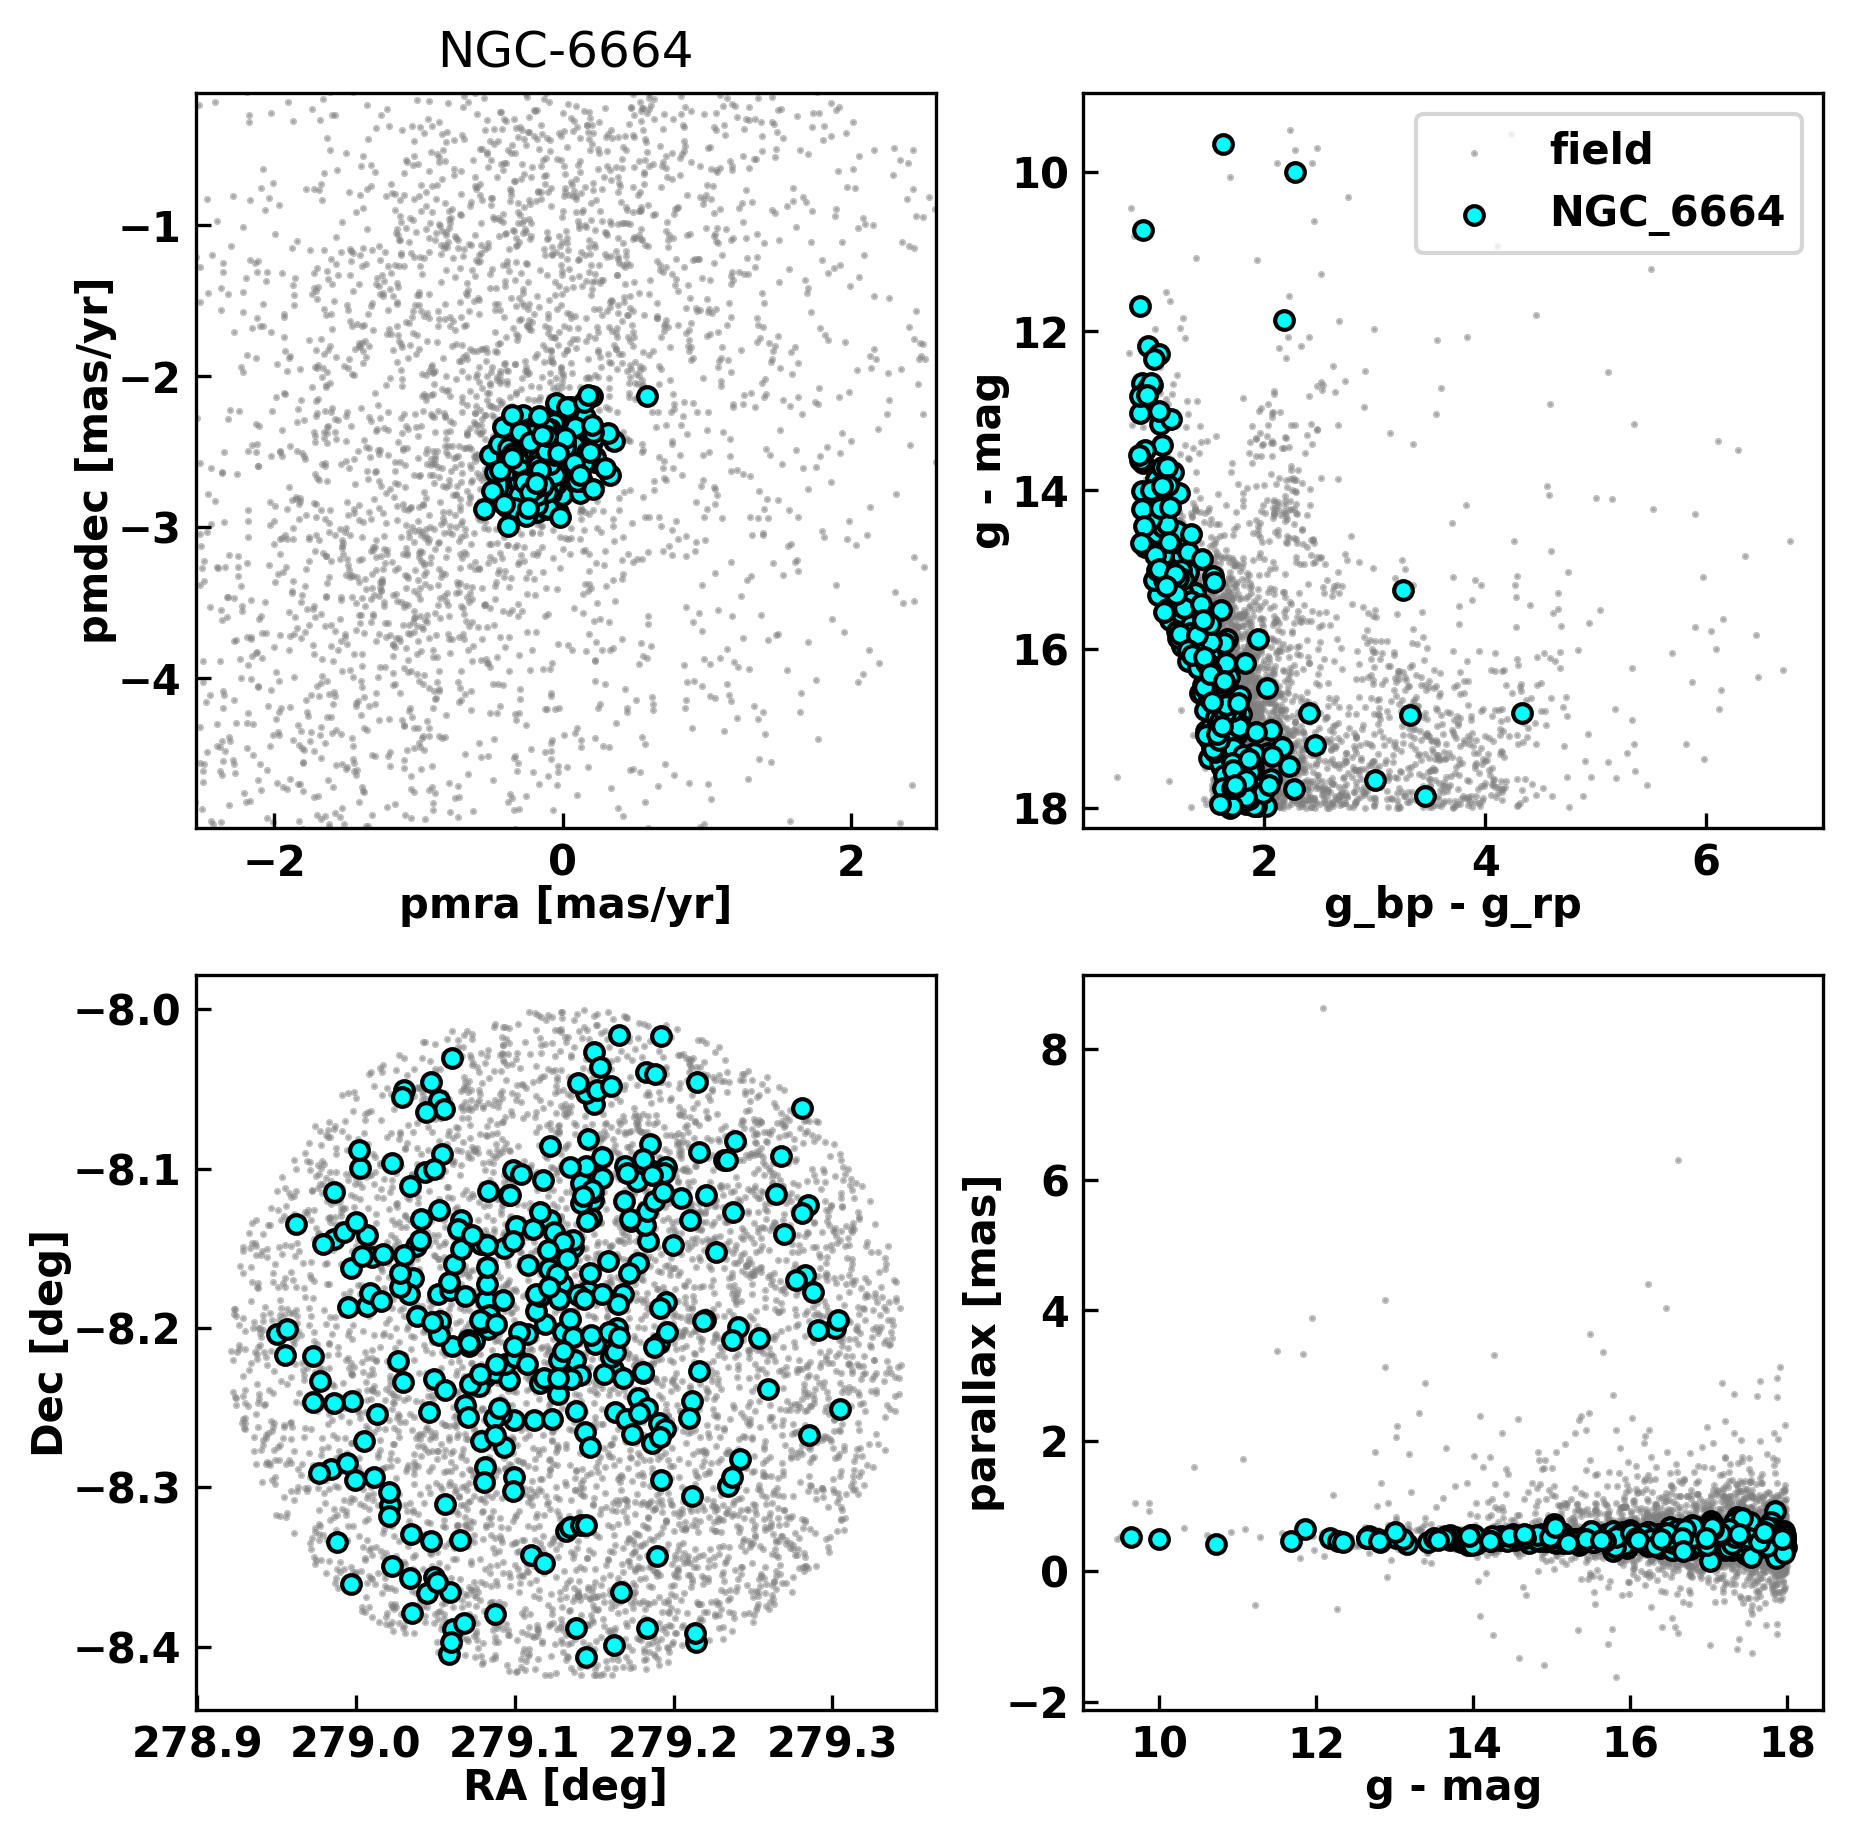 NGC-6664
−1
−2
−3
−4
pmdec [mas/yr]
−2 0 2
pmra [mas/yr]
field
NGC_6664
10
12
14
16
18
g - mag
2 4 6
g_bp - g_rp
−8.0
−8.1
−8.2
−8.3
−8.4
Dec [deg]
278.9 279.0 279.1 279.2 279.3
RA [deg]
8
6
4
2
0
−2
parallax [mas]
10 12 14 16 18
g - mag